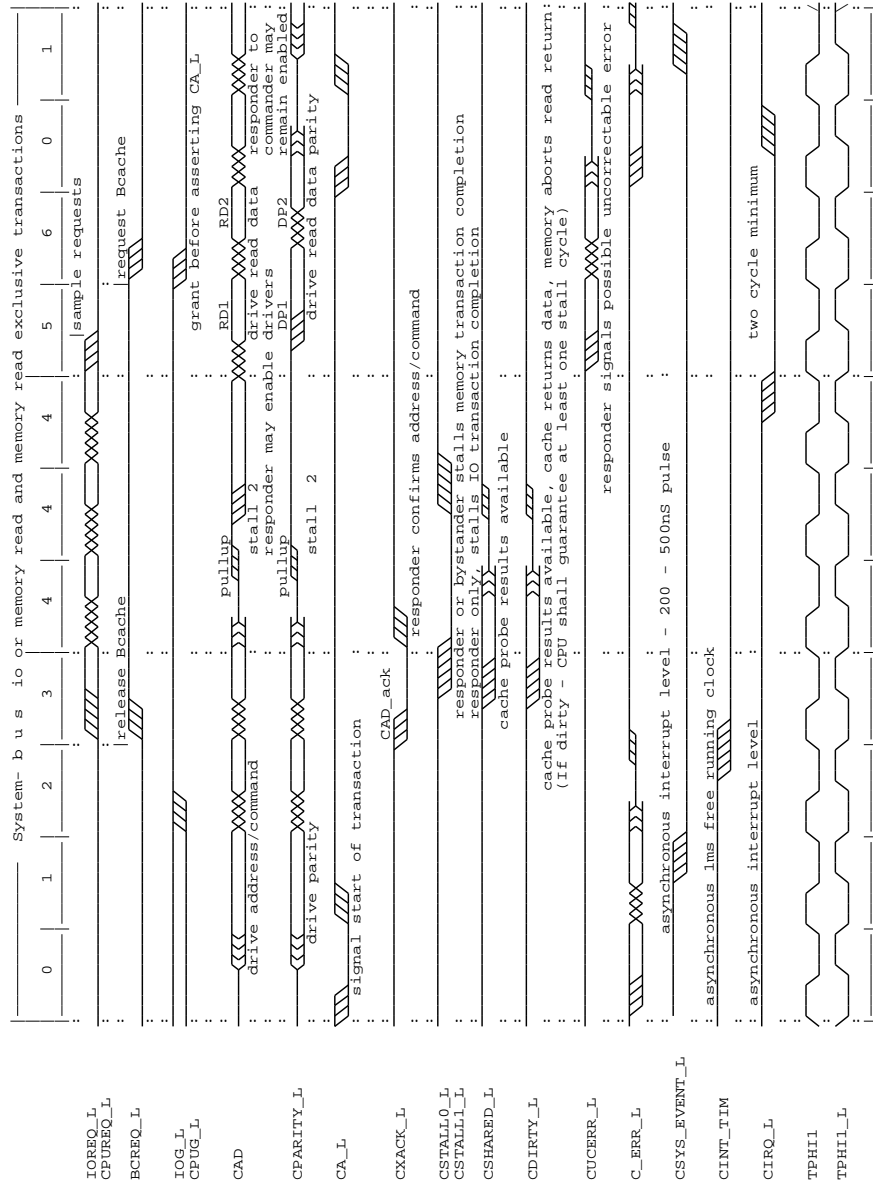 System- b u s  io or memory read and memory read exclusive transactions
0 1 2 3 4 4 4 5 6 0 1
IOREQ_L
CPUREQ_L
sample requests
BCREQ_L
release Bcache
request Bcache
IOG_L
CPUG_L
grant before asserting CA_L
CAD
pullup
RD1
RD2
drive address/command
stall 2
drive read data
responder to
responder may enable drivers
commander may
remain enabled
CPARITY_L
pullup
DP1
DP2
drive parity
stall 2
drive read data parity
CA_L
signal start of transaction
CAD_ack
CXACK_L
responder confirms address/command
CSTALL0_L
CSTALL1_L
responder or bystander stalls memory transaction completion
responder only, stalls IO transaction completion
CSHARED_L
cache probe results available
CDIRTY_L
cache probe results available, cache returns data, memory aborts read return
(If dirty - CPU shall guarantee at least one stall cycle)
CUCERR_L
responder signals possible uncorrectable error
C_ERR_L
CSYS_EVENT_L
asynchronous interrupt level - 200 - 500nS pulse
CINT_TIM
asynchronous 1ms free running clock
CIRQ_L
asynchronous interrupt level
two cycle minimum
TPHI1
TPHI1_L